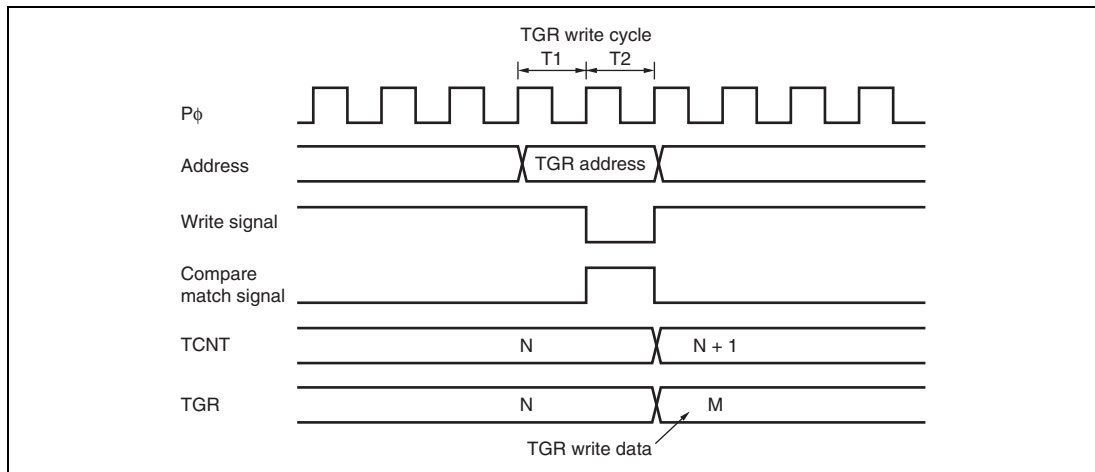 TGR write cycle
T1 T2
Pϕ
Address TGR address
Write signal
Compare
match signal
TCNT N N + 1
TGR N M
TGR write data